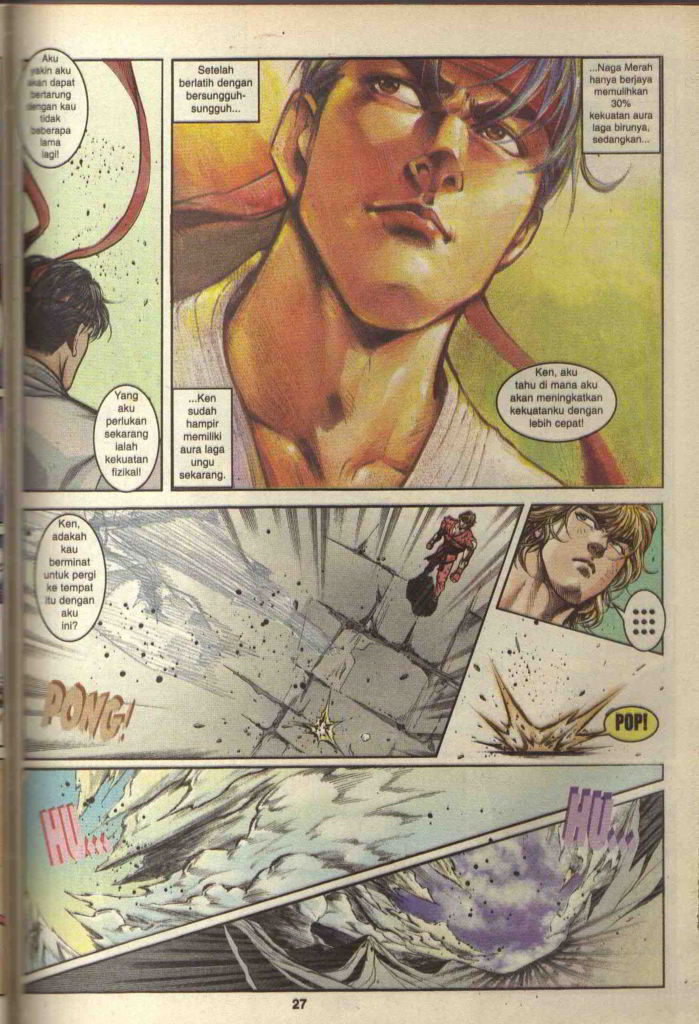 Aku
yakin aku
akan dapat
bertarung
dengan kau
tidak
beberapa
lama
lagi!
Yang
aku
perlukan
sekarang
ialah
kekuatan
fizikal!
Setelah
berlatih dengan
bersungguh-
sungguh...
...Naga Merah
hanya berjaya
memulihkan
30%
kekuatan aura
laga birunya,
sedangkan...
...Ken
sudah
hampir
memiliki
aura laga
ungu
sekarang.
Ken, aku
tahu di mana aku
akan meningkatkan
kekuatanku dengan
lebih cepat!
Ken,
adakah
kau
berminat
untuk pergi
ke tempat
itu dengan
aku
ini?
PONG!
POP!
HU...
HU...
27